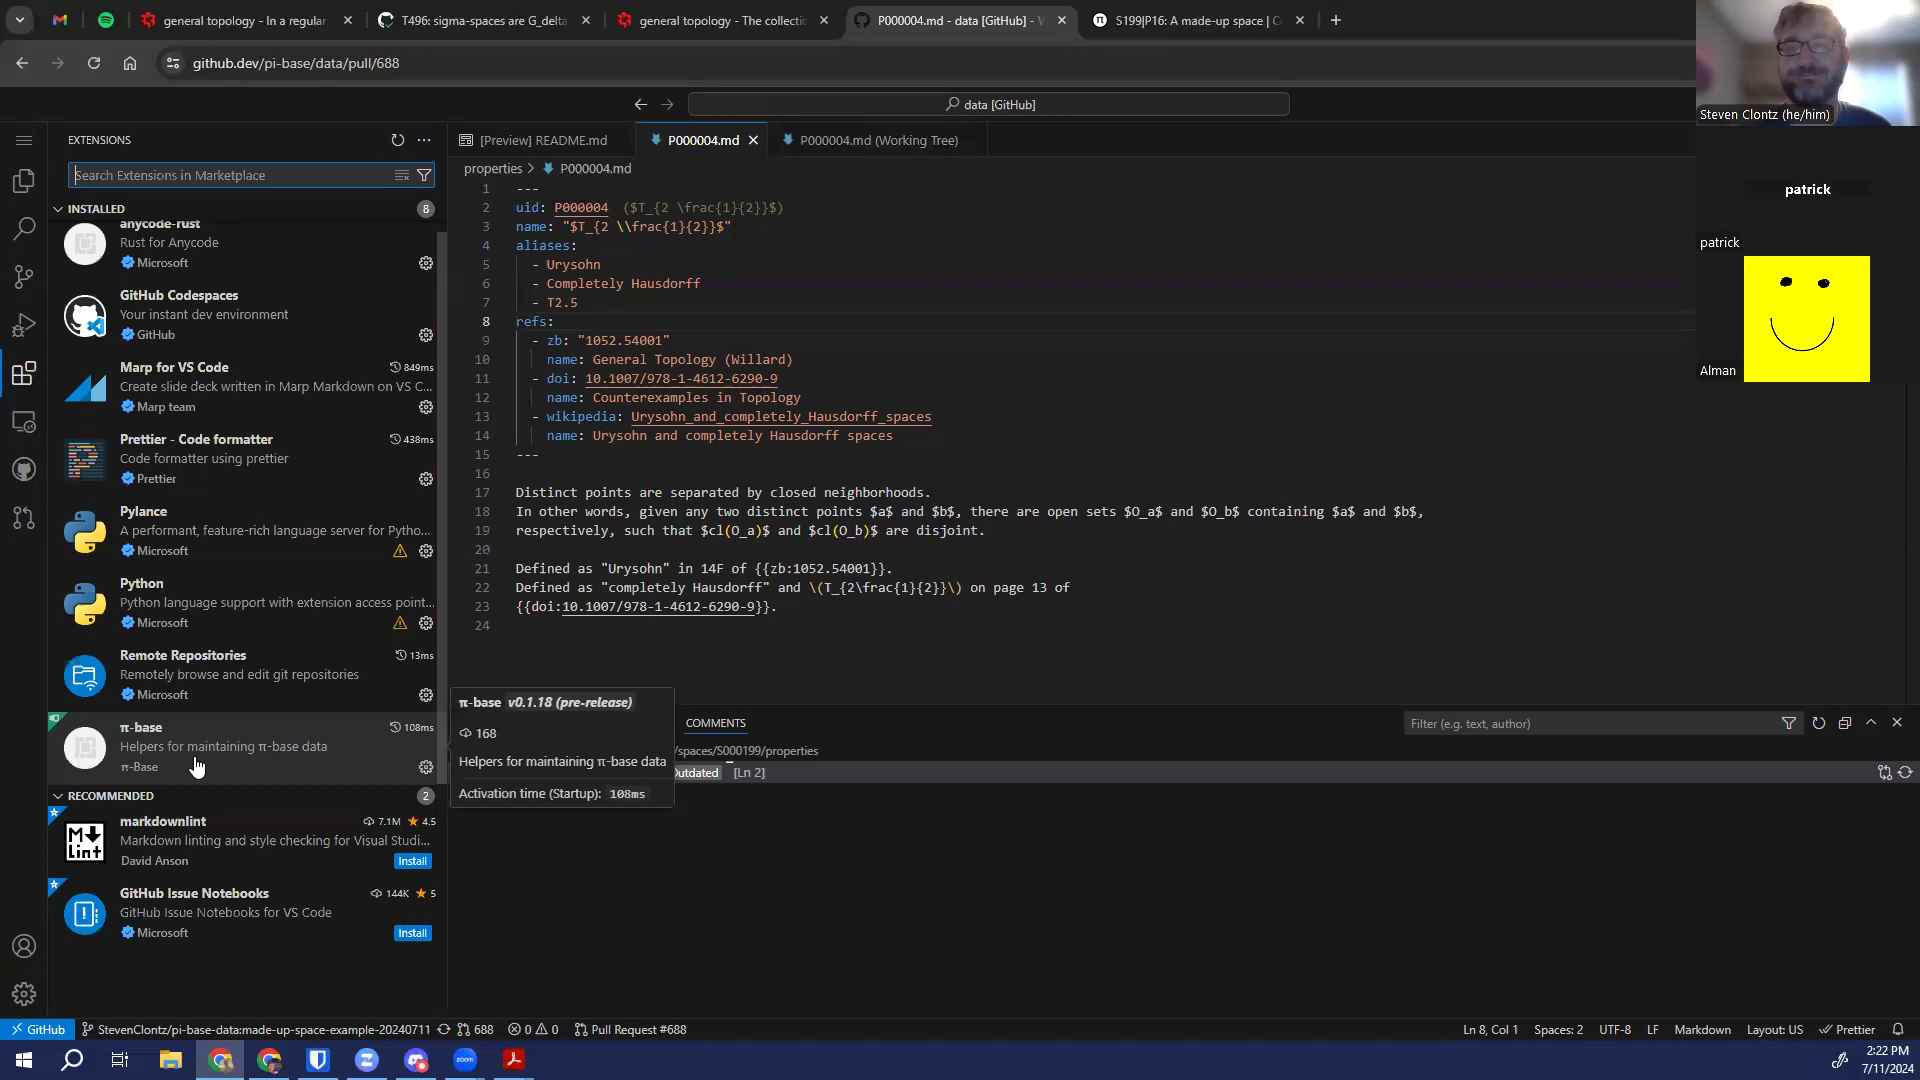 general topology - In a regular
T496: sigma-spaces are G_delta
general topology - The collectio
P000004.md - data [GitHub] - V
S199|P16: A made-up space | C
github.dev/pi-base/data/pull/688
data [GitHub]
Steven Clontz (he/him)
patrick
patrick
Alman
EXTENSIONS
Search Extensions in Marketplace
INSTALLED
8
anycode-rust
Rust for Anycode
Microsoft
GitHub Codespaces
Your instant dev environment
GitHub
Marp for VS Code
849ms
Create slide deck written in Marp Markdown on VS C...
Marp team
Prettier - Code formatter
438ms
Code formatter using prettier
Prettier
Pylance
A performant, feature-rich language server for Pytho...
Microsoft
Python
Python language support with extension access point...
Microsoft
Remote Repositories
13ms
Remotely browse and edit git repositories
Microsoft
π-base
108ms
Helpers for maintaining π-base data
π-Base
RECOMMENDED
2
markdownlint
7.1M
4.5
Markdown linting and style checking for Visual Studi...
David Anson
Install
GitHub Issue Notebooks
144K
5
GitHub Issue Notebooks for VS Code
Microsoft
Install
[Preview] README.md
P000004.md
P000004.md (Working Tree)
properties > P000004.md
1 ---
2 uid: P000004 ($T_{2 \frac{1}{2}}$)
3 name: "$T_{2 \\frac{1}{2}}$"
4 aliases:
5 - Urysohn
6 - Completely Hausdorff
7 - T2.5
8 refs:
9 - zb: "1052.54001"
10 name: General Topology (Willard)
11 - doi: 10.1007/978-1-4612-6290-9
12 name: Counterexamples in Topology
13 - wikipedia: Urysohn_and_completely_Hausdorff_spaces
14 name: Urysohn and completely Hausdorff spaces
15 ---
16
17 Distinct points are separated by closed neighborhoods.
18 In other words, given any two distinct points $a$ and $b$, there are open sets $O_a$ and $O_b$ containing $a$ and $b$,
19 respectively, such that $cl(O_a)$ and $cl(O_b)$ are disjoint.
20
21 Defined as "Urysohn" in 14F of {{zb:1052.54001}}.
22 Defined as "completely Hausdorff" and \(T_{2\frac{1}{2}}\) on page 13 of
23 {{doi:10.1007/978-1-4612-6290-9}}.
24
π-base v0.1.18 (pre-release)
168
Helpers for maintaining π-base data
Activation time (Startup): 108ms
COMMENTS
Filter (e.g. text, author)
/spaces/S000199/properties
Outdated
[Ln 2]
GitHub
StevenClontz/pi-base-data:made-up-space-example-20240711
688
0
0
Pull Request #688
Ln 8, Col 1
Spaces: 2
UTF-8
LF
Markdown
Layout: US
Prettier
zoom
2:22 PM
7/11/2024